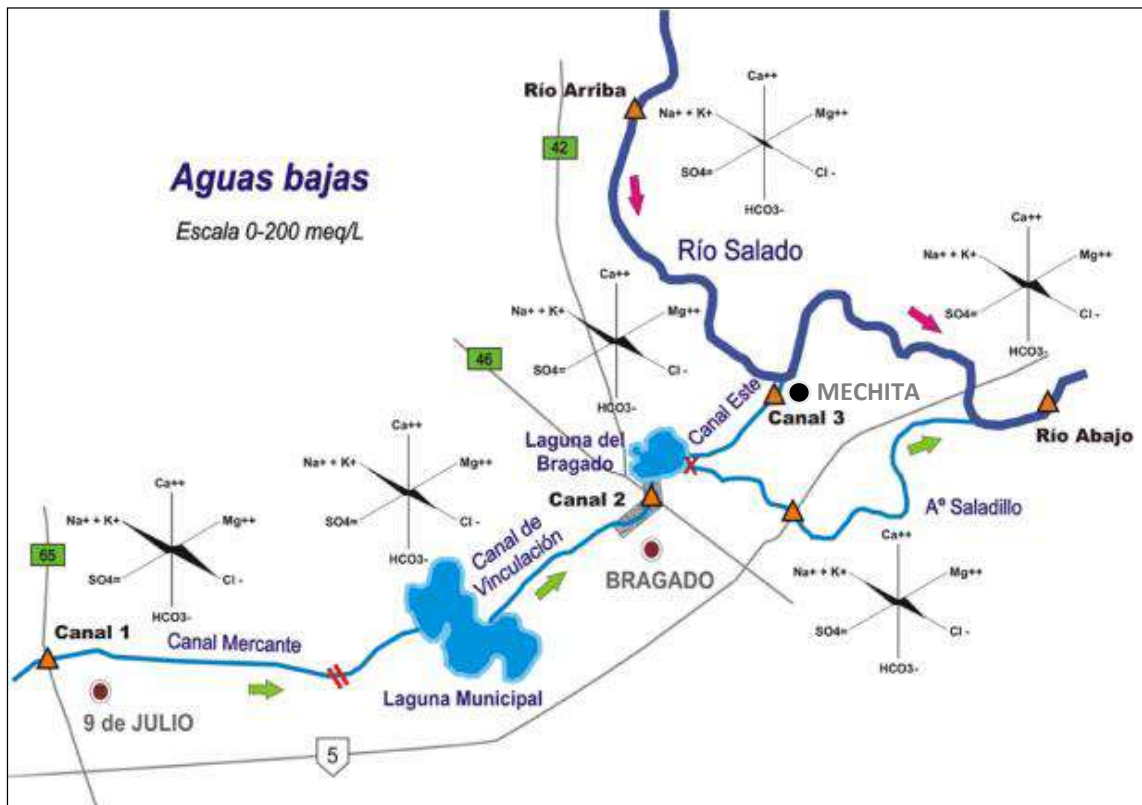 Aguas bajas
Escala 0-200 meq/L
Río Arriba
42
Ca++
Na+ + K+
Mg++
SO4=
Cl -
HCO3-
Río Salado
Ca++
Na+ + K+
Mg++
SO4=
Cl -
HCO3-
Ca++
Na+ + K+
Mg++
SO4=
Cl -
HCO3-
46
MECHITA
Canal Este
Canal 3
Río Abajo
Laguna del
Bragado
Canal 2
Aº Saladillo
Ca++
Na+ + K+
Mg++
SO4=
Cl -
HCO3-
Ca++
Na+ + K+
Mg++
SO4=
Cl -
HCO3-
Canal de
Vinculación
BRAGADO
Ca++
Na+ + K+
Mg++
SO4=
Cl -
HCO3-
65
Canal 1
Canal Mercante
Laguna Municipal
9 de JULIO
5